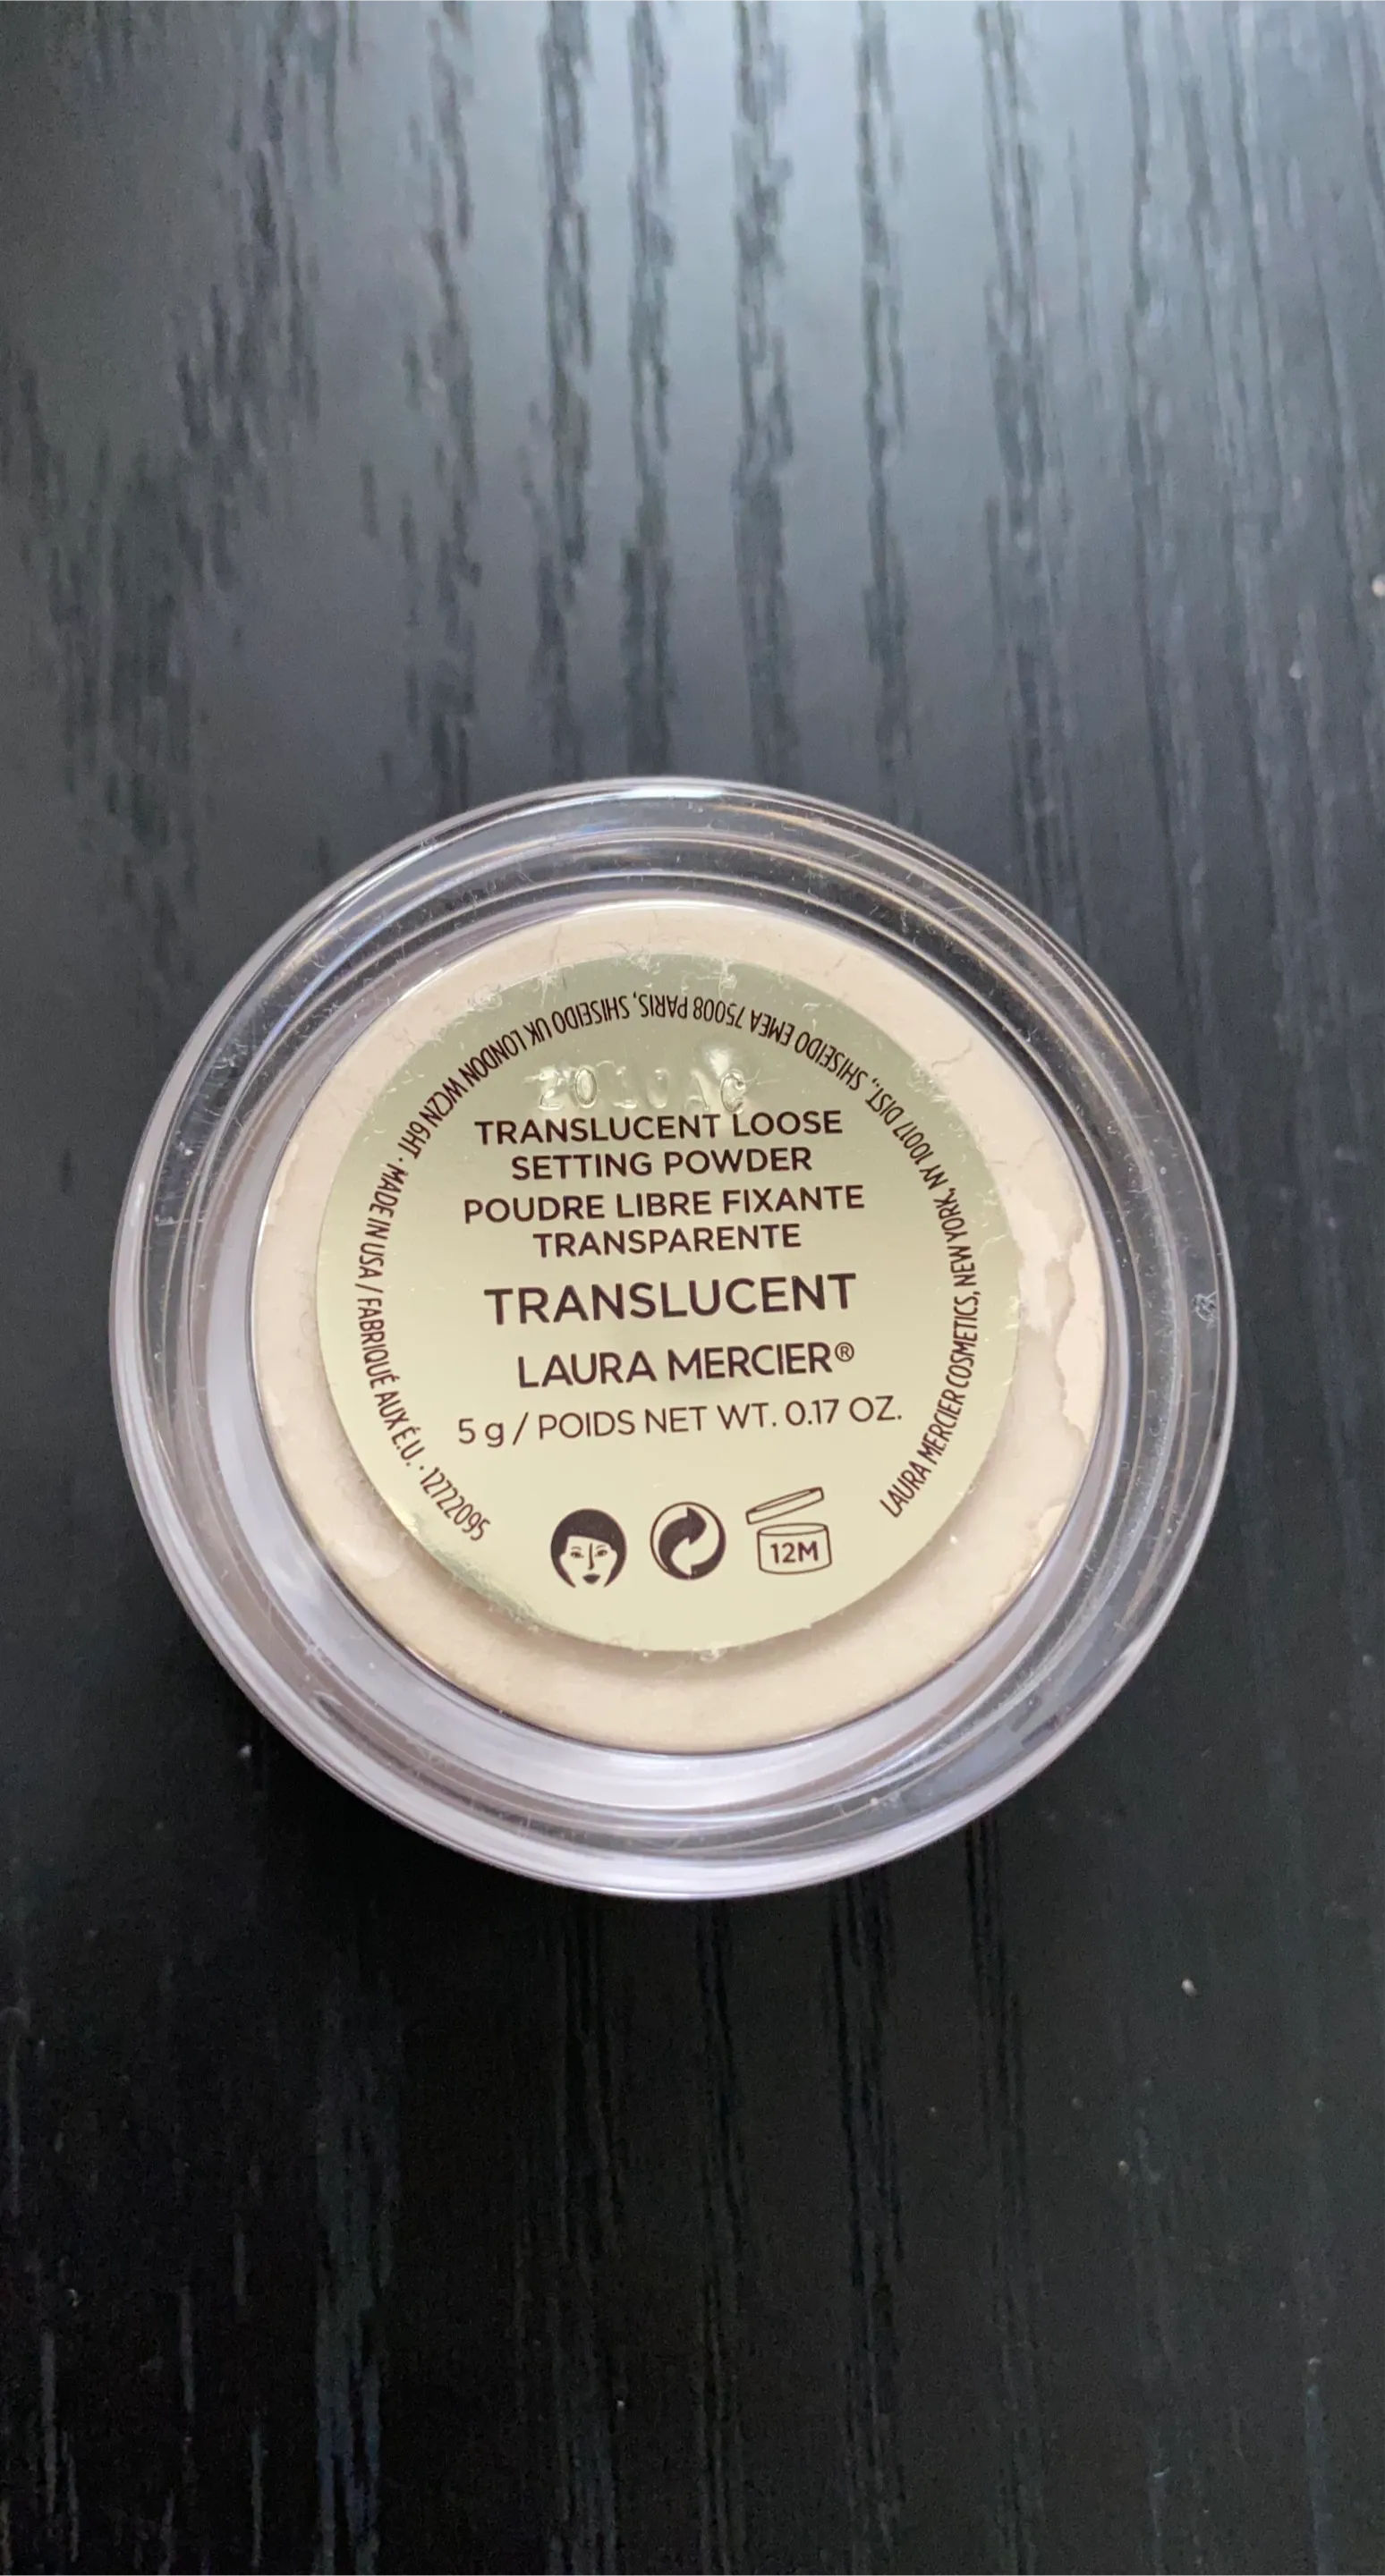 TRANSLUCENT LOOSE
SETTING POWDER
POUDRE LIBRE FIXANTE
TRANSPARENTE
TRANSLUCENT
LAURA MERCIER®
5 g / POIDS NET WT. 0.17 OZ.
12M
LAURA MERCIER COSMETICS, NEW YORK, NY 10017 DIST., SHISEIDO EMEA 75008 PARIS, SHISEIDO UK LONDON WC2N 6HT · MADE IN USA / FABRIQUÉ AUX É.U. · 12722095